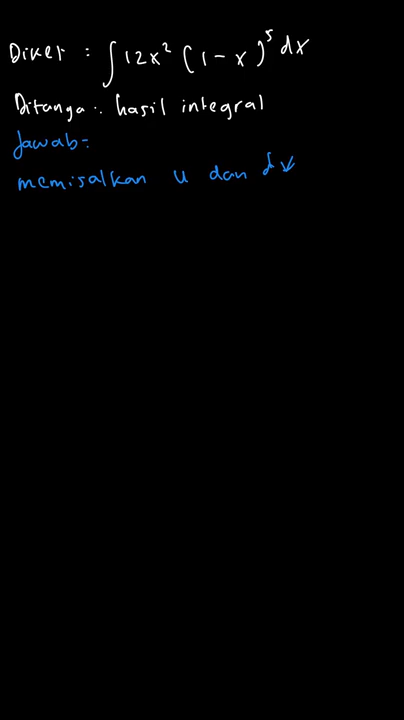 Diket : ∫ 12x² (1 - x)⁵ dx
Ditanya : hasil integral
Jawab:
memisalkan u dan dv